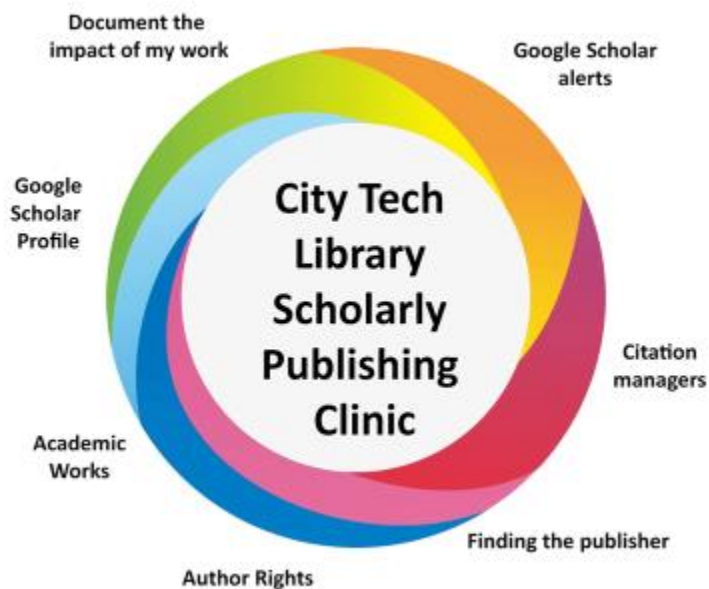 Document the
impact of my work
Google Scholar
alerts
Google
Scholar
Profile
City Tech
Library
Scholarly
Publishing
Clinic
Citation
managers
Academic
Works
Finding the publisher
Author Rights